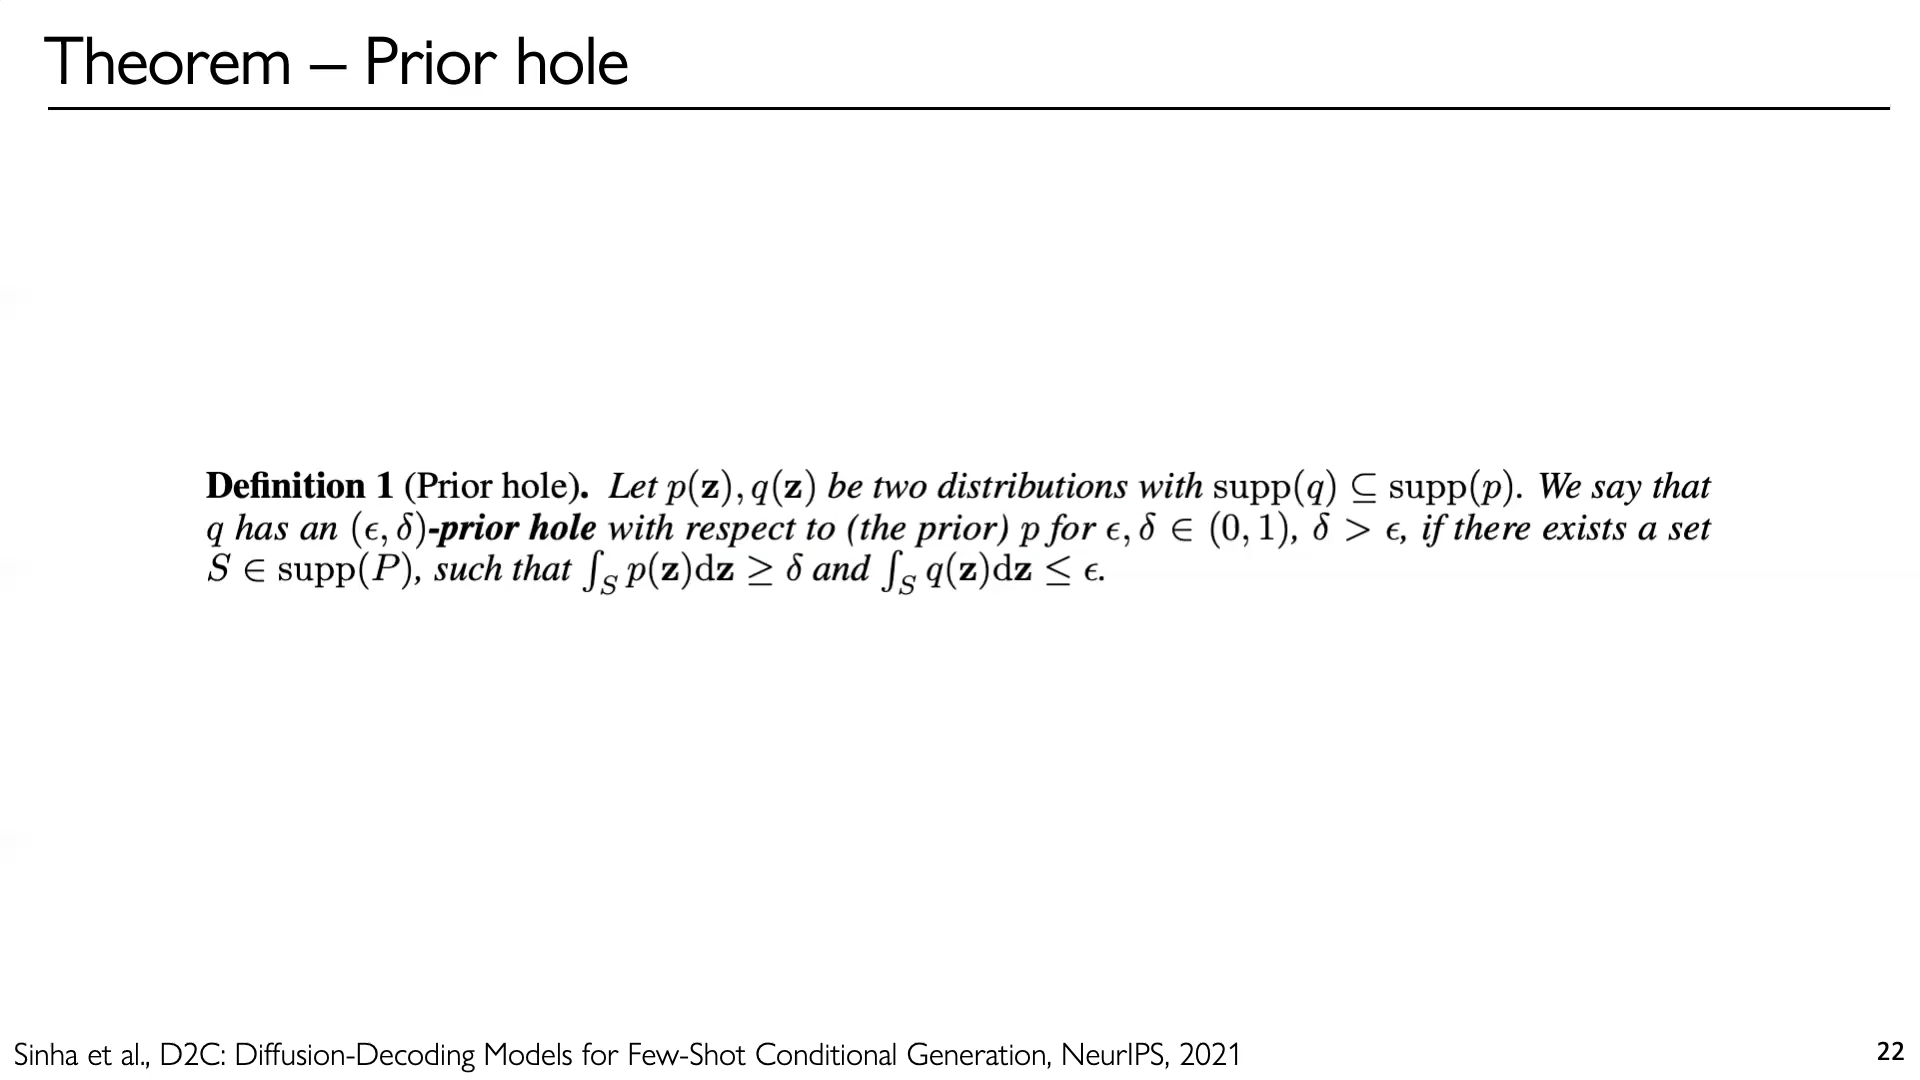 Theorem – Prior hole
Definition 1 (Prior hole). Let p(z), q(z) be two distributions with supp(q) ⊆ supp(p). We say that
q has an (ϵ, δ)-prior hole with respect to (the prior) p for ϵ, δ ∈ (0, 1), δ > ϵ, if there exists a set
S ∈ supp(P), such that ∫_S p(z)dz ≥ δ and ∫_S q(z)dz ≤ ϵ.
Sinha et al., D2C: Diffusion-Decoding Models for Few-Shot Conditional Generation, NeurIPS, 2021
22